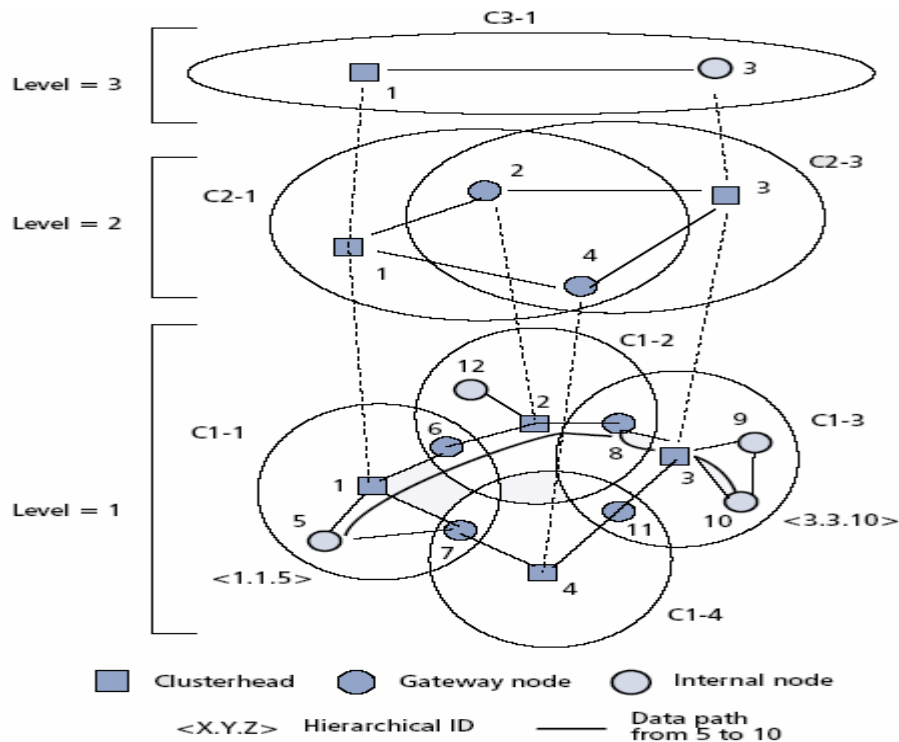 C3-1
Level = 3
1
3
C2-1
C2-3
Level = 2
2
3
1
4
C1-2
C1-1
C1-3
Level = 1
12
2
6
8
9
3
1
10
<3.3.10>
5
7
11
<1.1.5>
4
C1-4
Clusterhead
Gateway node
Internal node
<X.Y.Z> Hierarchical ID
Data path
from 5 to 10